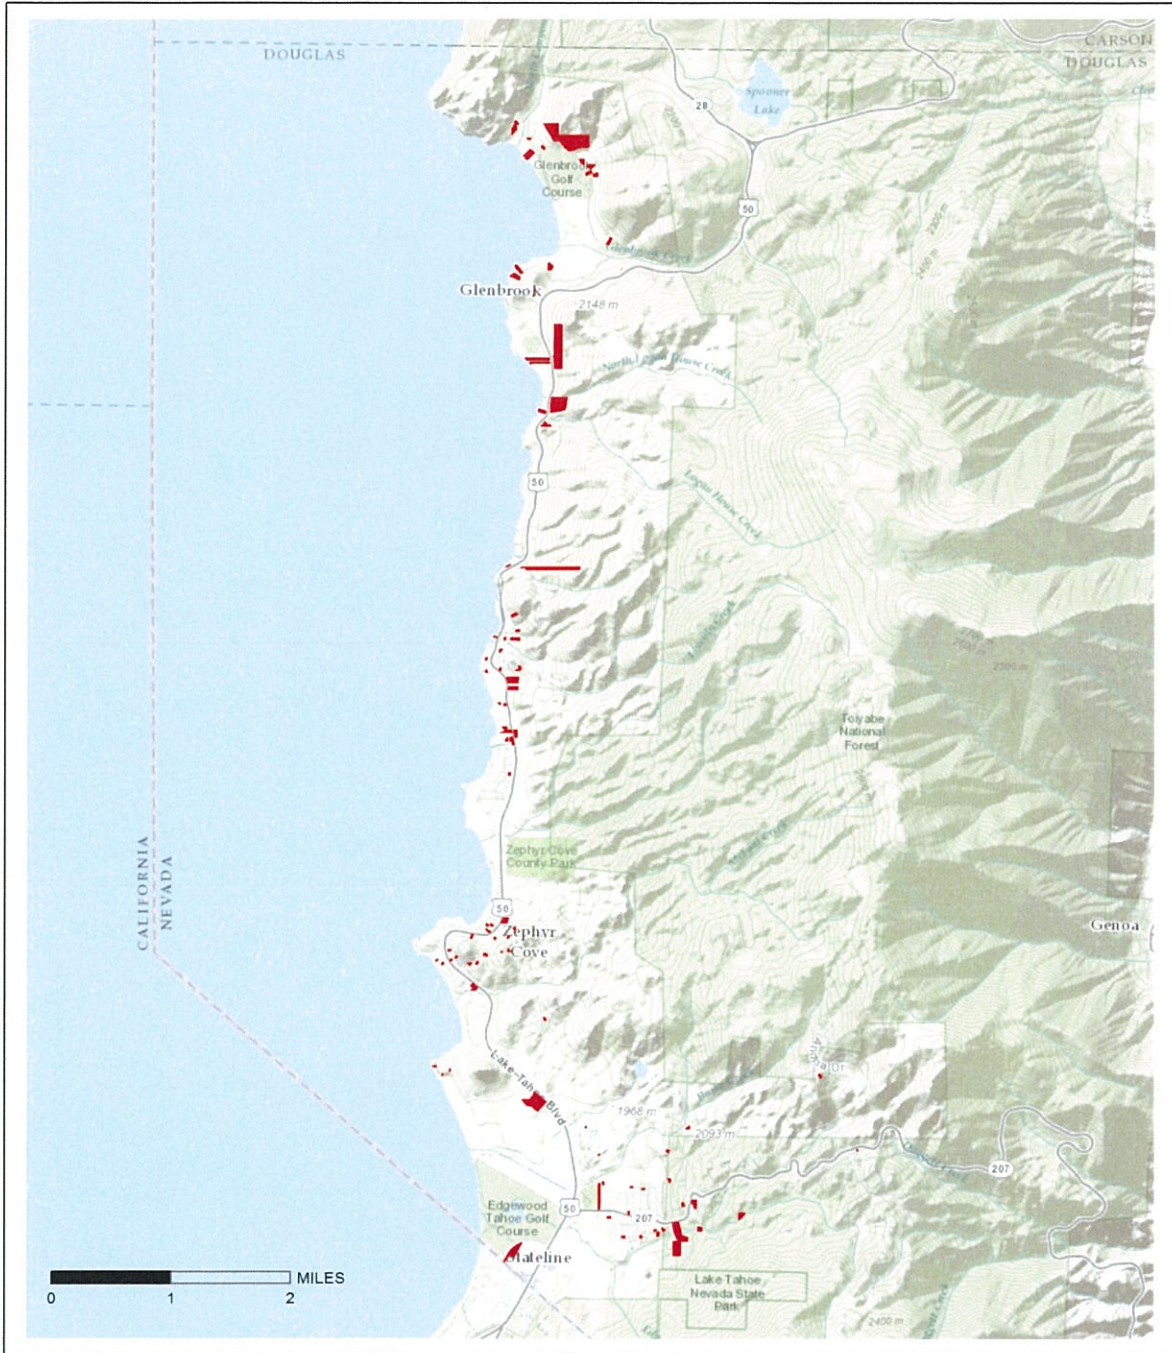 CARSON
DOUGLAS
DOUGLAS
Spooner
Lake
28
Glenbrook
Golf
Course
50
2200 m
2400 m
Glenbrook Creek
Glenbrook
2148 m
North Logan House Creek
50
Logan House Creek
2500 m
Toiyabe
National
Forest
CALIFORNIA
NEVADA
Zephyr Cove
County Park
50
Zephyr
Cove
Genoa
Lake Tahoe Blvd
1968 m
2093 m
207
Edgewood
Tahoe Golf
Course
50
207
Stateline
Lake Tahoe
Nevada State
Park
2400 m
MILES
0 1 2